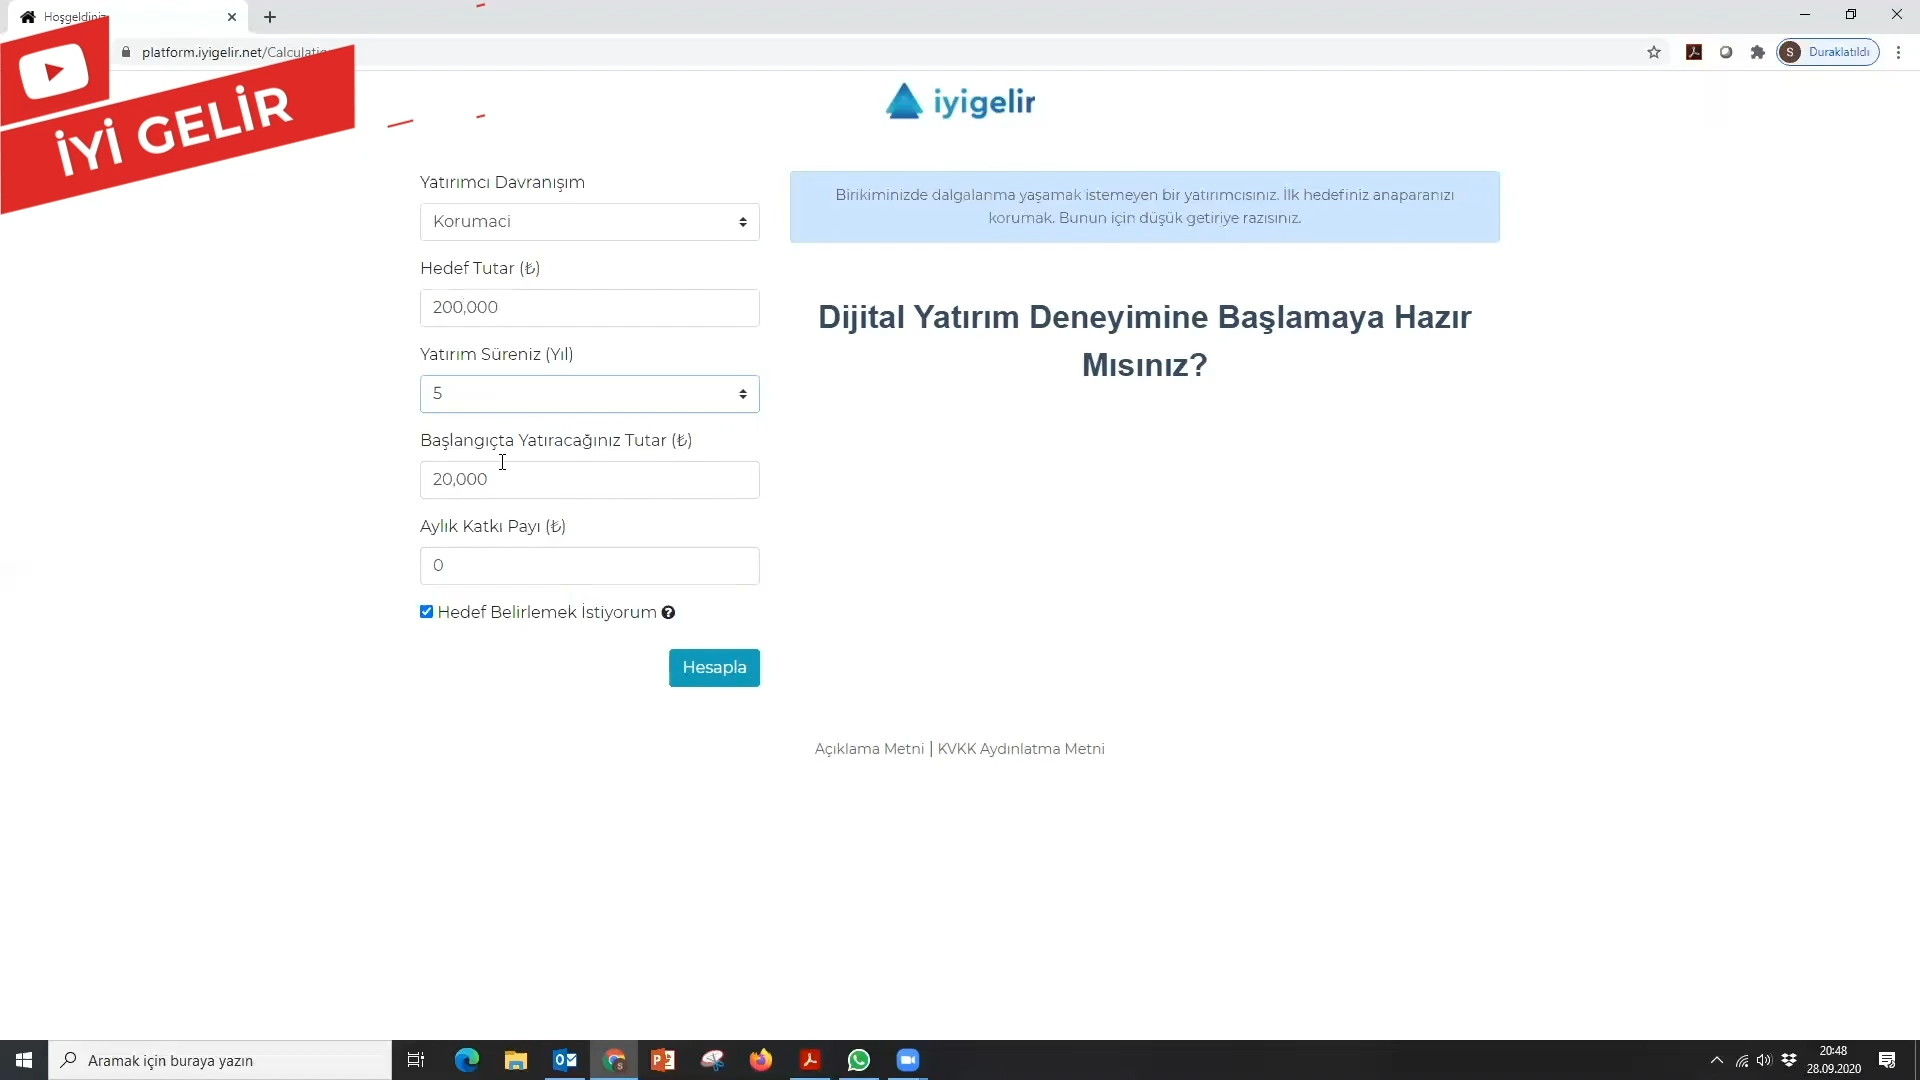 Hoşgeldiniz
platform.iyigelir.net/Calculatio
Duraklatıldı
S
İYİ GELİR
iyigelir
Yatırımcı Davranışım
Korumaci
Hedef Tutar (₺)
200,000
Yatırım Süreniz (Yıl)
5
Başlangıçta Yatıracağınız Tutar (₺)
20,000
Aylık Katkı Payı (₺)
0
Hedef Belirlemek İstiyorum
Hesapla
Birikiminizde dalgalanma yaşamak istemeyen bir yatırımcısınız. İlk hedefiniz anaparanızı
korumak. Bunun için düşük getiriye razısınız.
Dijital Yatırım Deneyimine Başlamaya Hazır
Mısınız?
Açıklama Metni | KVKK Aydınlatma Metni
Aramak için buraya yazın
20:48
28.09.2020